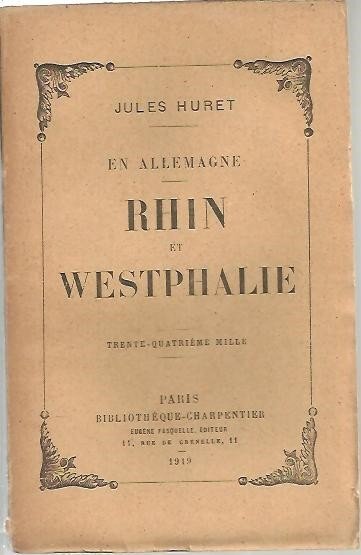 JULES HURET
EN ALLEMAGNE
RHIN
ET
WESTPHALIE
TRENTE-QUATRIÈME MILLE
PARIS
BIBLIOTHÈQUE-CHARPENTIER
EUGÈNE FASQUELLE, ÉDITEUR
11, RUE DE GRENELLE, 11
1919